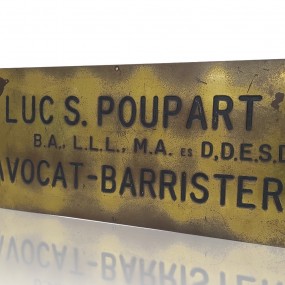 LUC S. POUPART
B.A., L.L.L., M.A. ES D,D.E.S.D
AVOCAT-BARRISTER